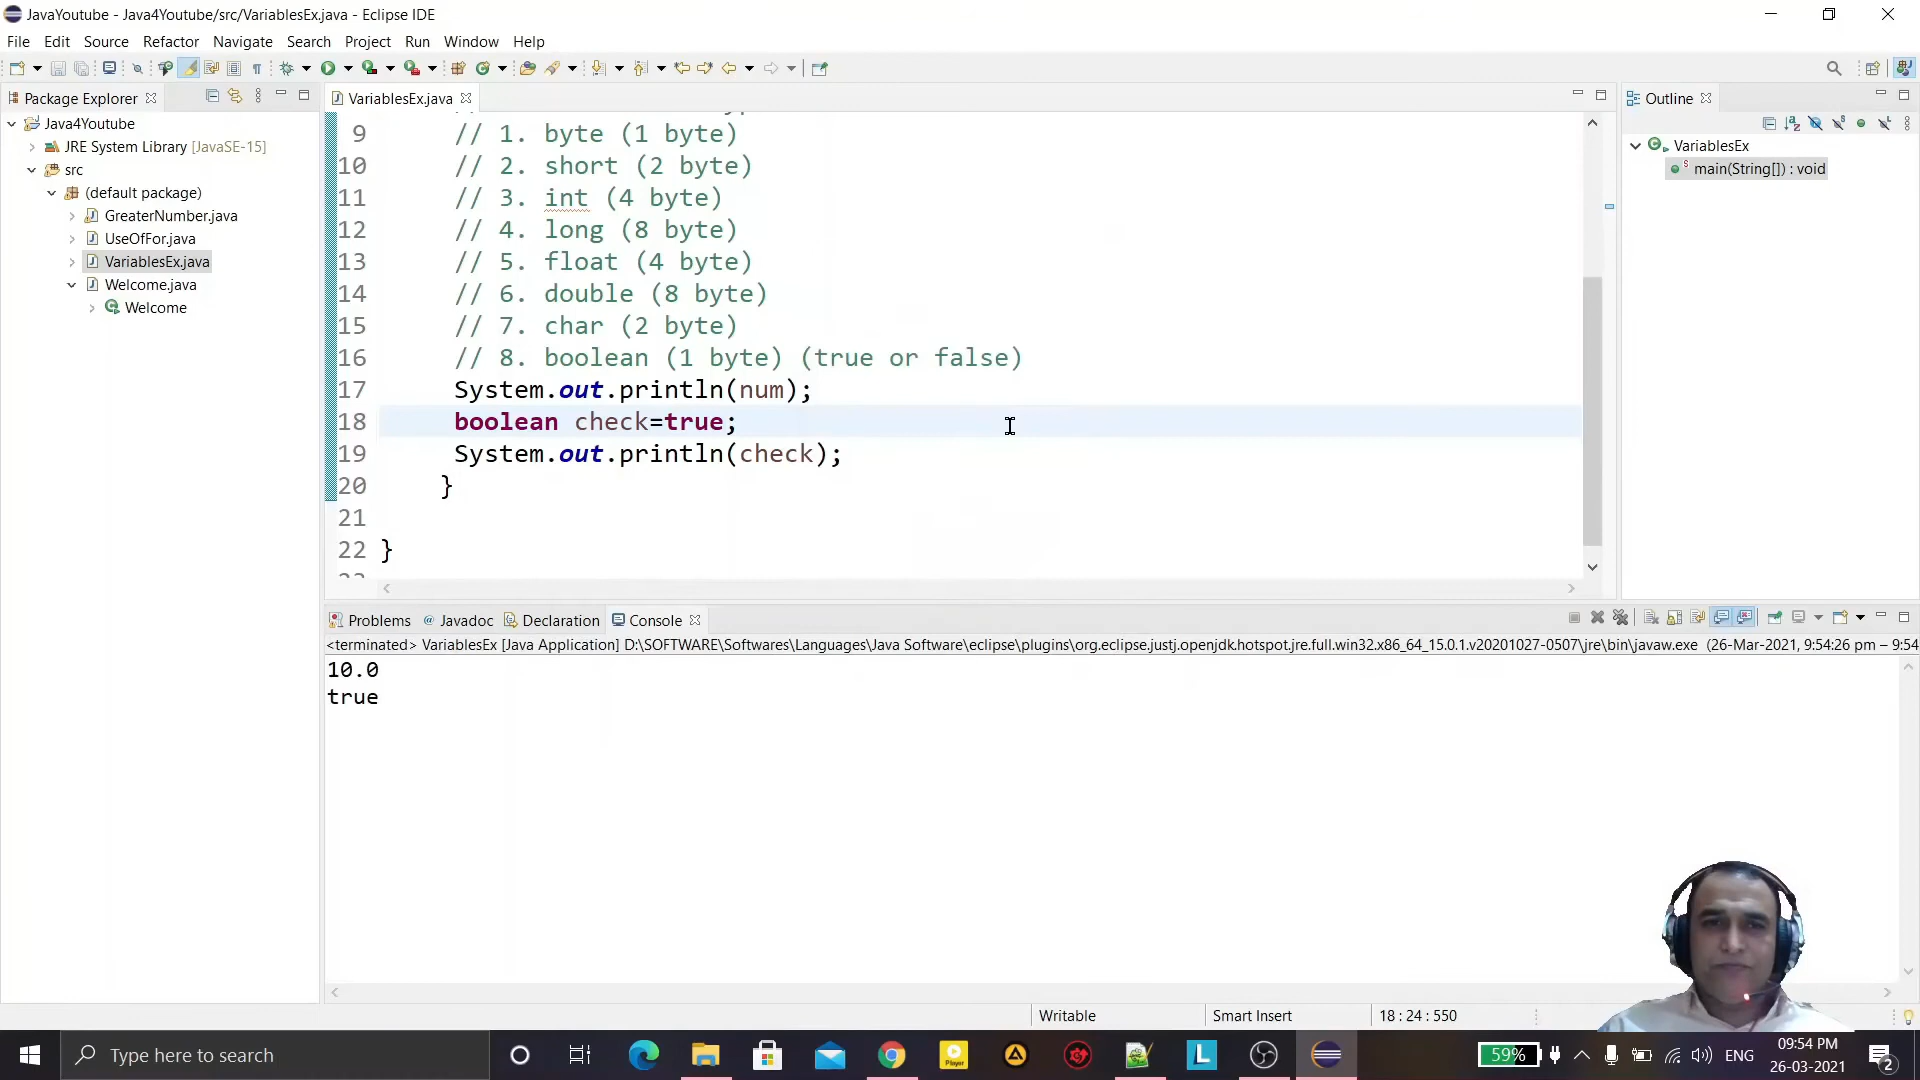 JavaYoutube - Java4Youtube/src/VariablesEx.java - Eclipse IDE
File Edit Source Refactor Navigate Search Project Run Window Help
Package Explorer
VariablesEx.java
Outline
Java4Youtube
JRE System Library [JavaSE-15]
src
(default package)
GreaterNumber.java
UseOfFor.java
VariablesEx.java
Welcome.java
Welcome
9 // 1. byte (1 byte)
10 // 2. short (2 byte)
11 // 3. int (4 byte)
12 // 4. long (8 byte)
13 // 5. float (4 byte)
14 // 6. double (8 byte)
15 // 7. char (2 byte)
16 // 8. boolean (1 byte) (true or false)
17 System.out.println(num);
18 boolean check=true;
19 System.out.println(check);
20 }
21
22 }
VariablesEx
main(String[]) : void
Problems Javadoc Declaration Console
<terminated> VariablesEx [Java Application] D:\SOFTWARE\Softwares\Languages\Java Software\eclipse\plugins\org.eclipse.justj.openjdk.hotspot.jre.full.win32.x86_64_15.0.1.v20201027-0507\jre\bin\javaw.exe (26-Mar-2021, 9:54:26 pm – 9:54
10.0
true
Writable Smart Insert 18 : 24 : 550
Type here to search
59%
ENG
09:54 PM
26-03-2021
2